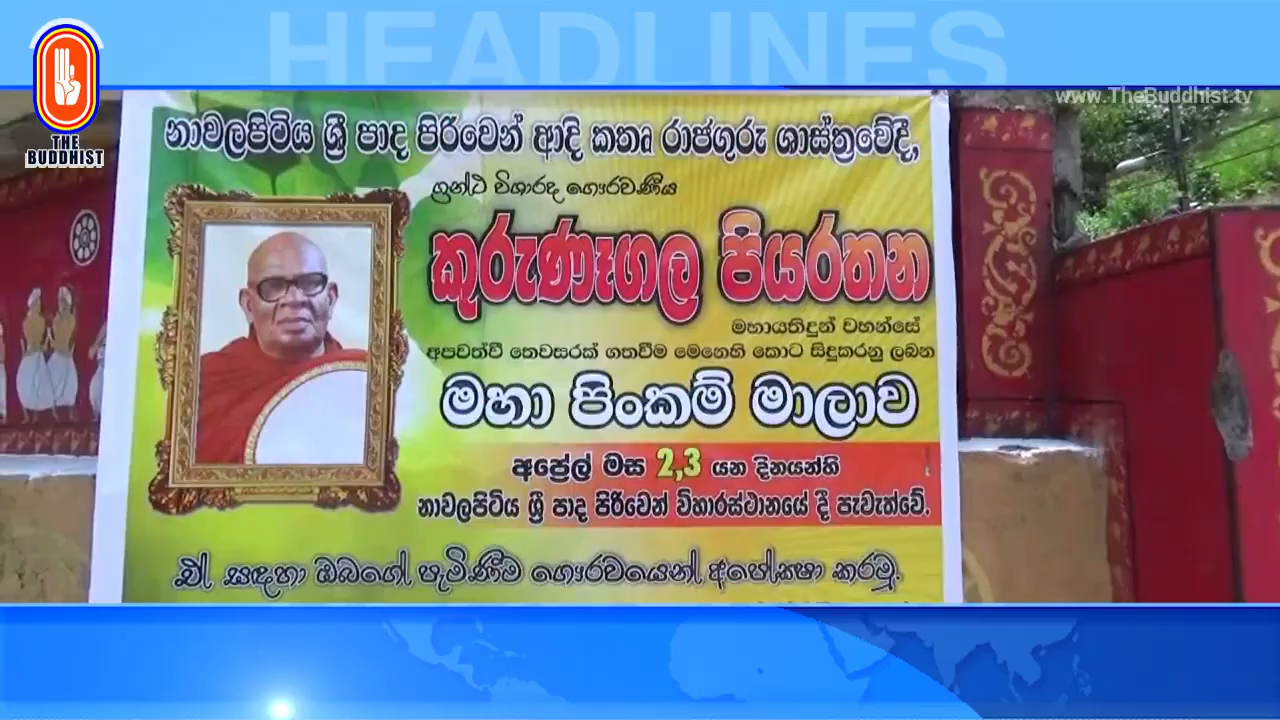 HEADLINES
THE
BUDDHIST
www.TheBuddhist.tv
නාවලපිටිය ශ්‍රී පාද පිරිවෙන් ආදි කතෘ රාජගුරු ශාස්ත්‍රවේදී,
ග්‍රන්ථ විශාරද ගෞරවණීය
කුරුණෑගල පියරතන
මහායතිඳුන් වහන්සේ
අපවත්වී තෙවසරක් ගතවීම මෙනෙහි කොට සිදුකරනු ලබන
මහා පිංකම් මාලාව
අප්‍රේල් මස 2,3 යන දිනයන්හි
නාවලපිටිය ශ්‍රී පාද පිරිවෙන් විහාරස්ථානයේ දී පැවැත්වේ.
ඒ සඳහා ඔබගේ පැමිණීම ගෞරවයෙන් අපේක්ෂා කරමු.